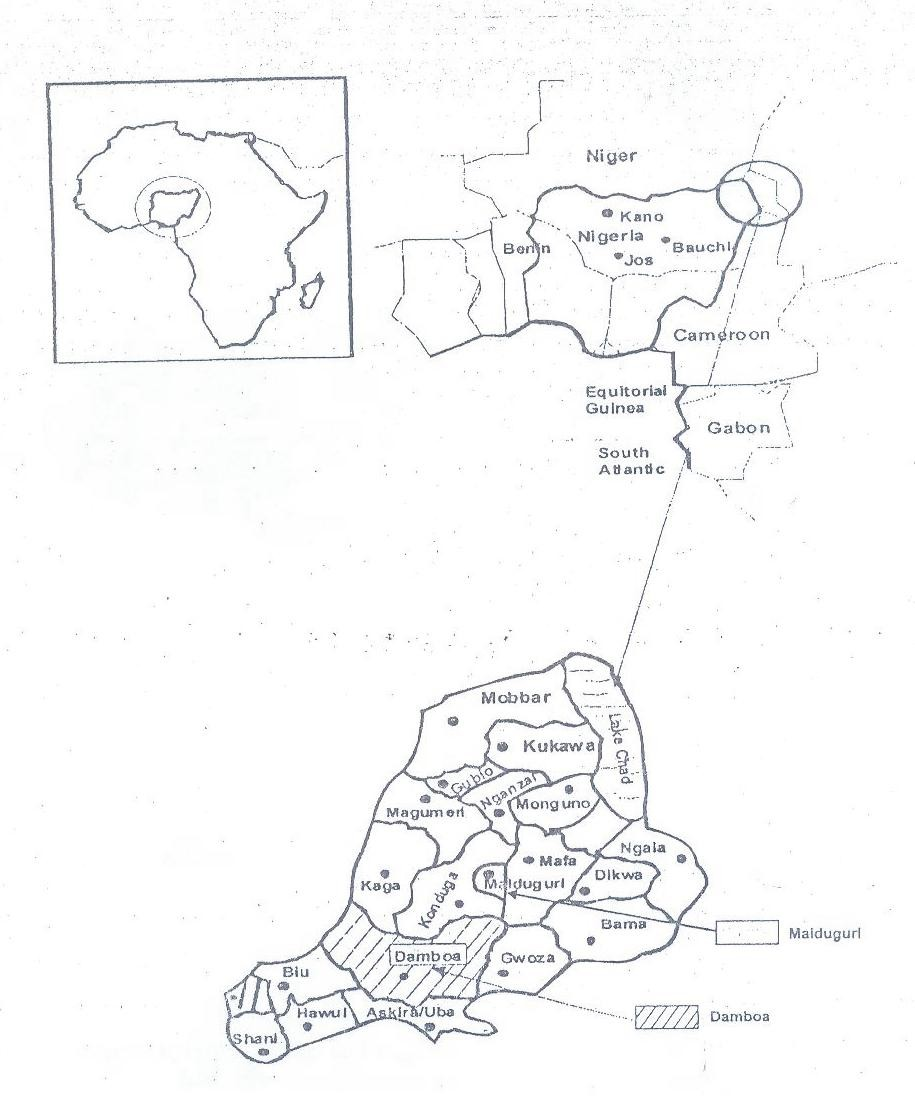 Niger
Kano
Nigeria
Benin
Bauchi
Jos
Cameroon
Equitorial
Guinea
Gabon
South
Atlantic
Mobbar
Lake Chad
Kukawa
Gubio
Nganzai
Monguno
Magumeri
Ngala
Mafa
Kaga
Maiduguri
Dikwa
Konduga
Bama
Maiduguri
Damboa
Gwoza
Biu
Hawul
Askira/Uba
Damboa
Shani